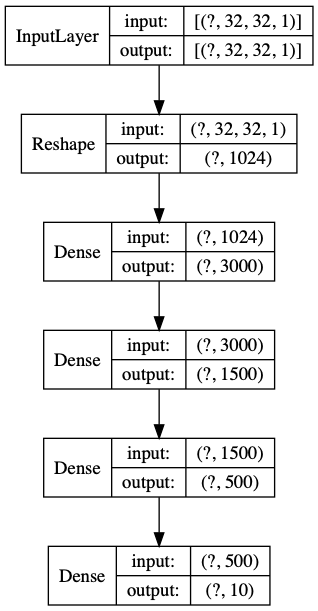 InputLayer
input: [(?, 32, 32, 1)]
output: [(?, 32, 32, 1)]
Reshape
input: (?, 32, 32, 1)
output: (?, 1024)
Dense
input: (?, 1024)
output: (?, 3000)
Dense
input: (?, 3000)
output: (?, 1500)
Dense
input: (?, 1500)
output: (?, 500)
Dense
input: (?, 500)
output: (?, 10)